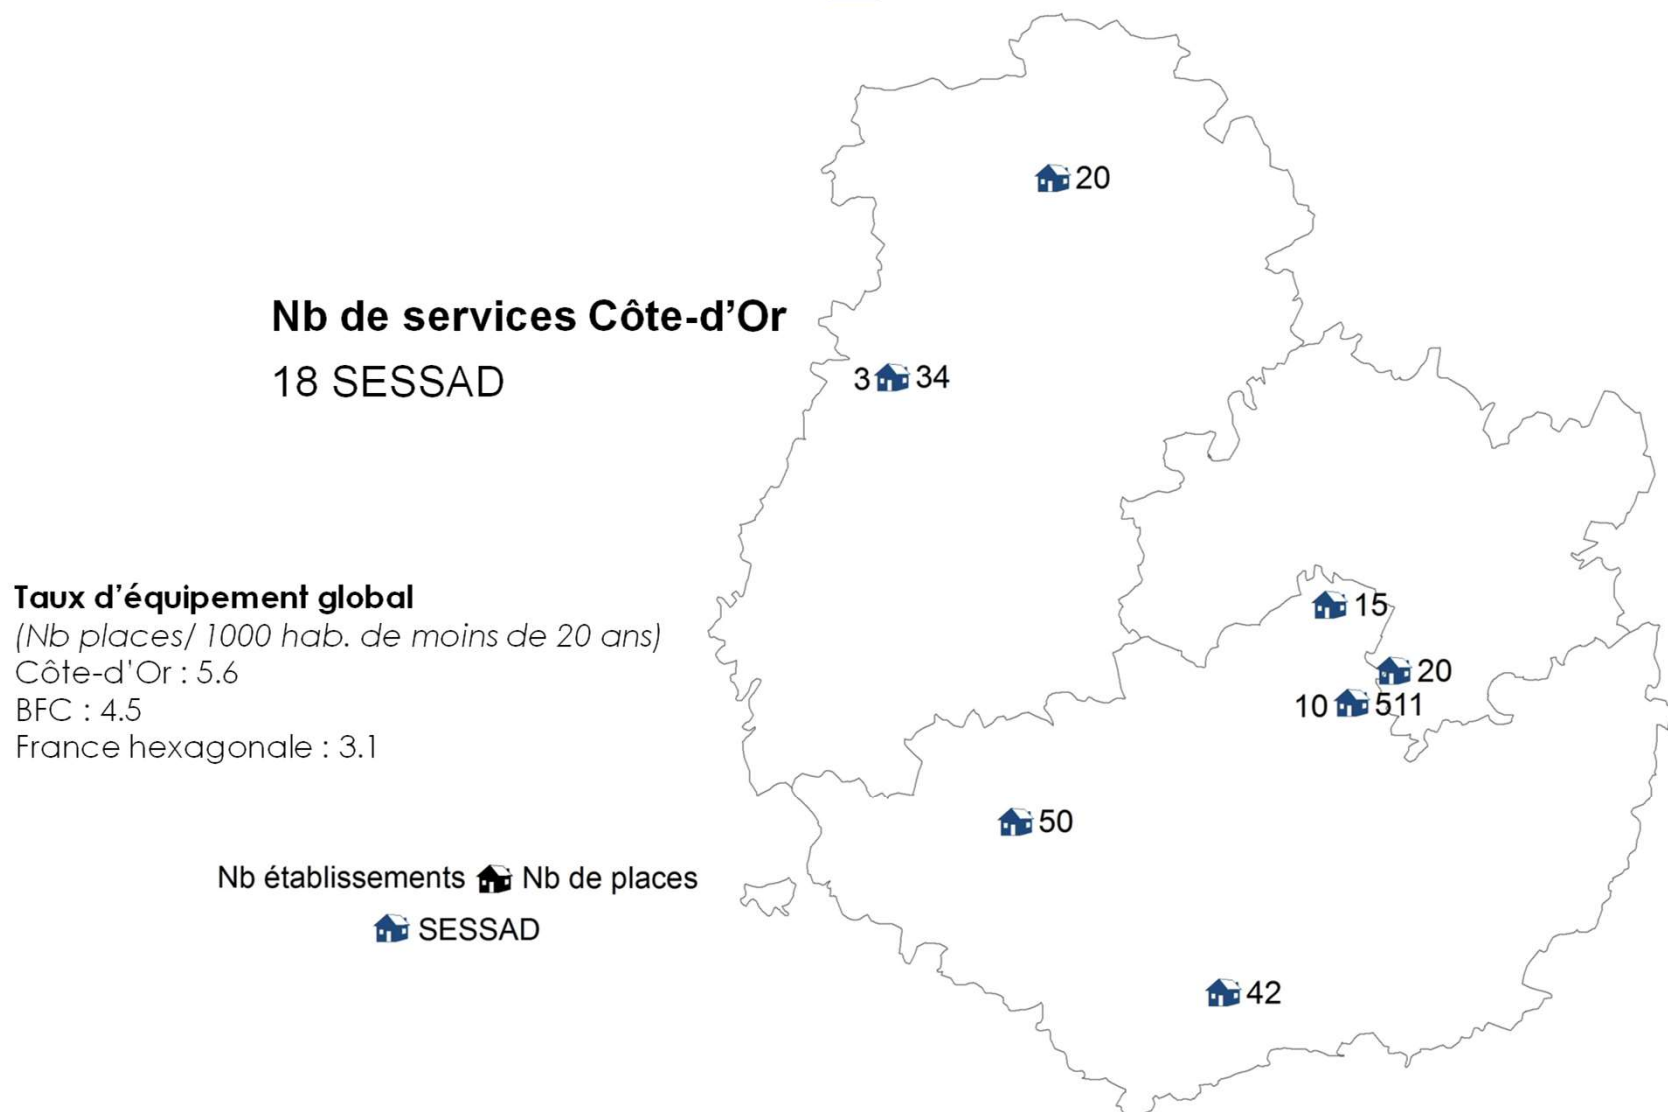 20
Nb de services Côte-d’Or
18 SESSAD
3 34
Taux d’équipement global
(Nb places/ 1000 hab. de moins de 20 ans)
Côte-d’Or : 5.6
BFC : 4.5
France hexagonale : 3.1
15
20
10 511
50
Nb établissements Nb de places
SESSAD
42